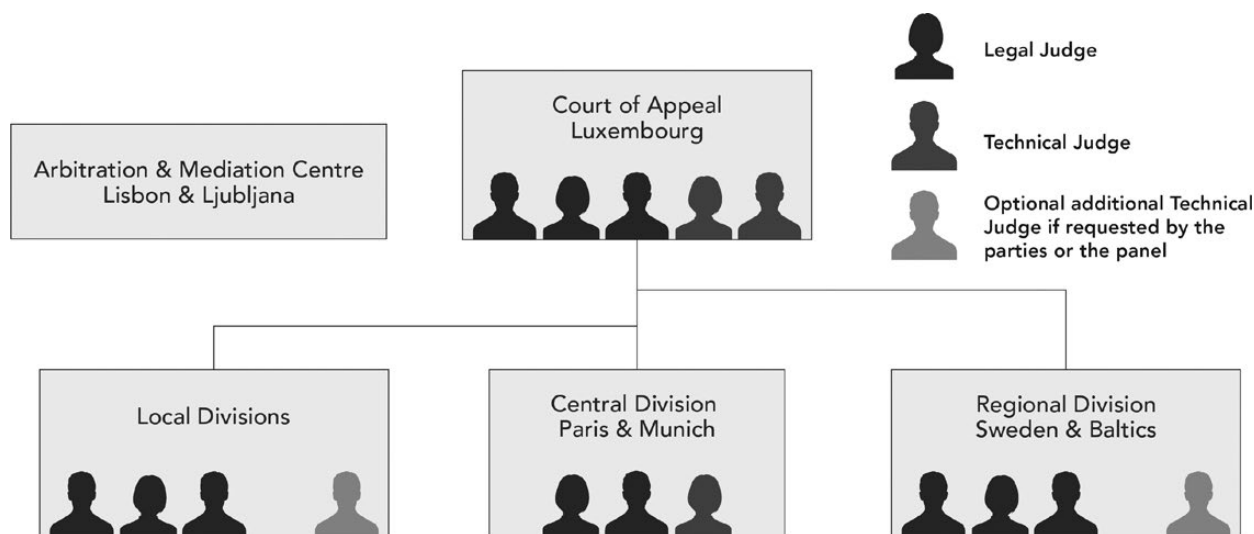 Legal Judge
Court of Appeal
Luxembourg
Arbitration & Mediation Centre
Lisbon & Ljubljana
Technical Judge
Optional additional Technical
Judge if requested by the
parties or the panel
Local Divisions
Central Division
Paris & Munich
Regional Division
Sweden & Baltics